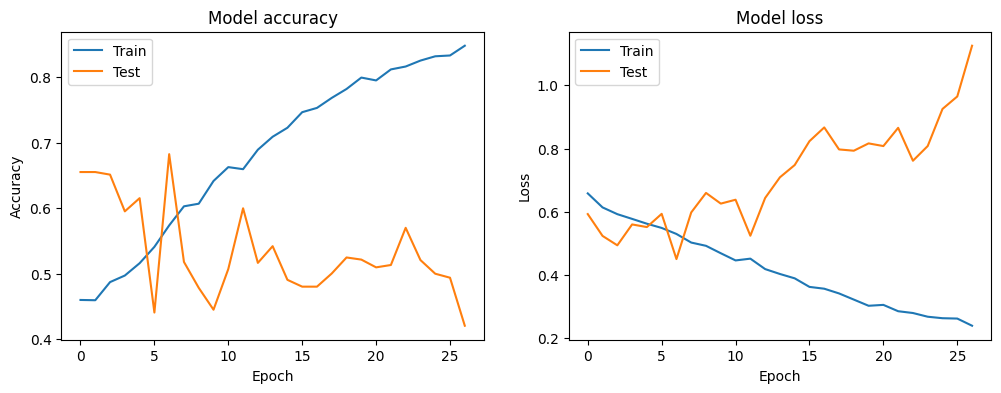 Model accuracy
Train
Test
0.8
0.7
0.6
0.5
0.4
Accuracy
0 5 10 15 20 25
Epoch
Model loss
Train
Test
1.0
0.8
0.6
0.4
0.2
Loss
0 5 10 15 20 25
Epoch